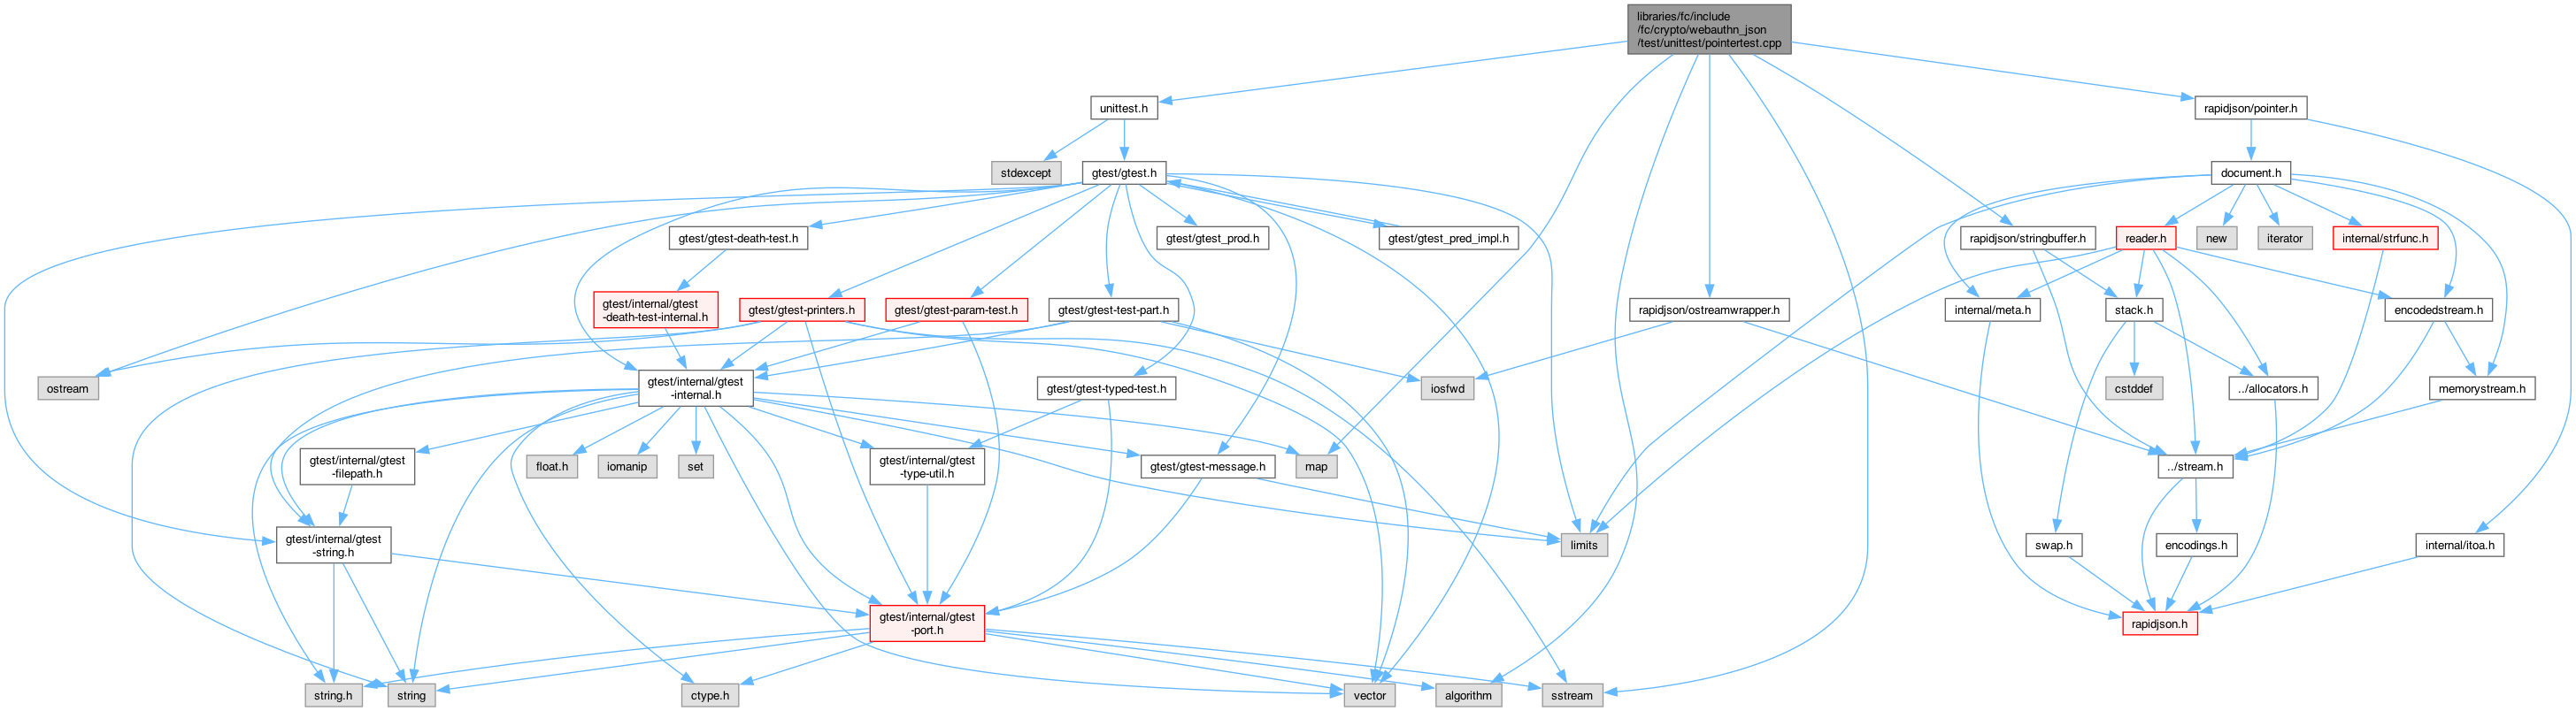 libraries/fc/include
/fc/crypto/webauthn_json
/test/unittest/pointertest.cpp
unittest.h
rapidjson/pointer.h
stdexcept
gtest/gtest.h
document.h
gtest/gtest-death-test.h
gtest/gtest_prod.h
gtest/gtest_pred_impl.h
rapidjson/stringbuffer.h
reader.h
new
iterator
internal/strfunc.h
gtest/internal/gtest
-death-test-internal.h
gtest/gtest-printers.h
gtest/gtest-param-test.h
gtest/gtest-test-part.h
rapidjson/ostreamwrapper.h
internal/meta.h
stack.h
encodedstream.h
ostream
gtest/internal/gtest
-internal.h
gtest/gtest-typed-test.h
iosfwd
cstddef
../allocators.h
memorystream.h
gtest/internal/gtest
-filepath.h
float.h
iomanip
set
gtest/internal/gtest
-type-util.h
gtest/gtest-message.h
map
../stream.h
gtest/internal/gtest
-string.h
limits
swap.h
encodings.h
internal/itoa.h
gtest/internal/gtest
-port.h
rapidjson.h
string.h
string
ctype.h
vector
algorithm
sstream